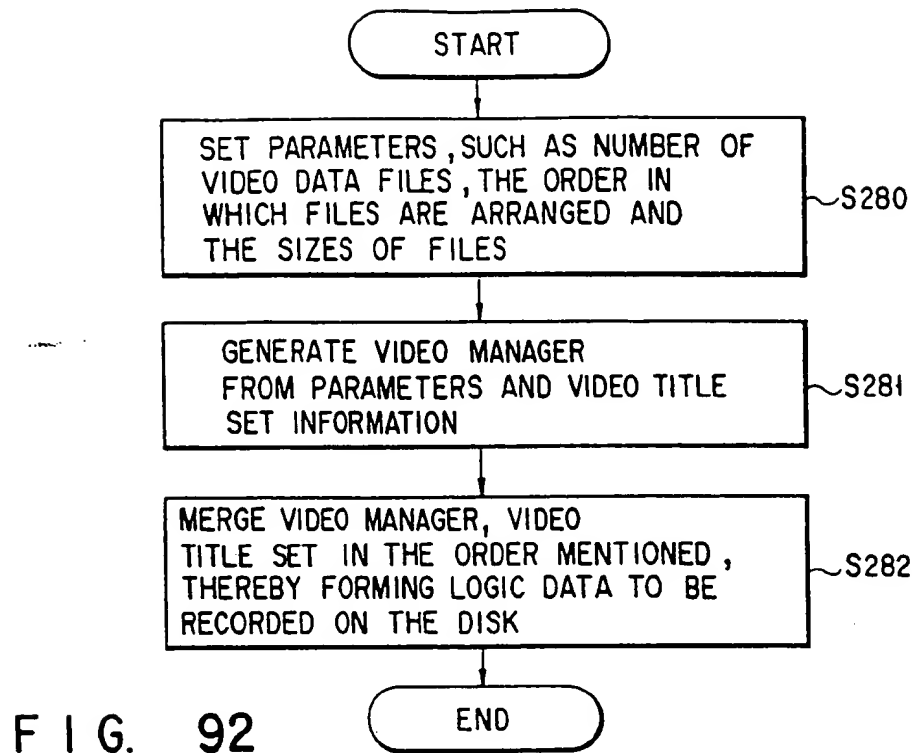 START
SET PARAMETERS, SUCH AS NUMBER OF
VIDEO DATA FILES, THE ORDER IN
WHICH FILES ARE ARRANGED AND
THE SIZES OF FILES
S280
GENERATE VIDEO MANAGER
FROM PARAMETERS AND VIDEO TITLE
SET INFORMATION
S281
MERGE VIDEO MANAGER, VIDEO
TITLE SET IN THE ORDER MENTIONED,
THEREBY FORMING LOGIC DATA TO BE
RECORDED ON THE DISK
S282
END
FIG. 92